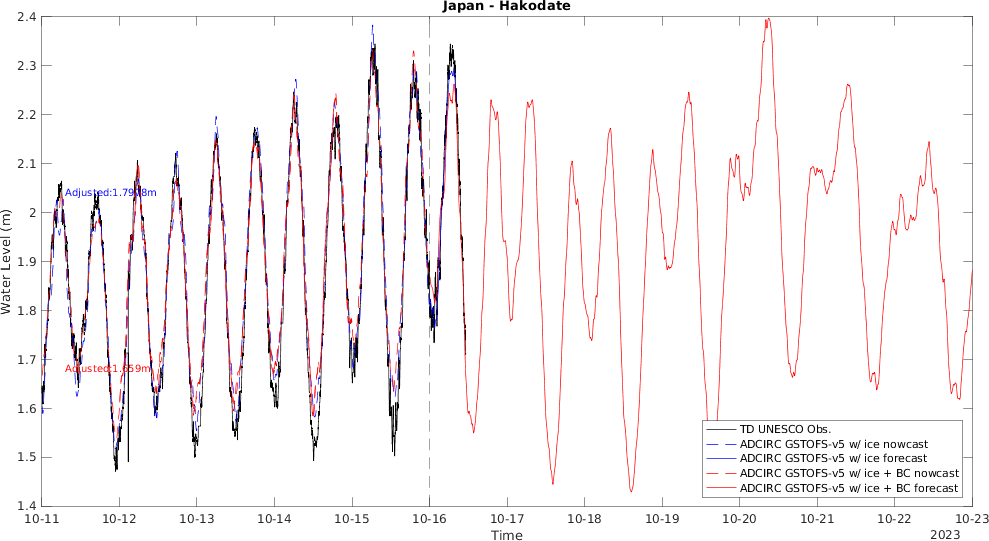 Japan - Hakodate
2.4
2.3
2.2
2.1
2
1.9
1.8
1.7
1.6
1.5
1.4
Water Level (m)
Adjusted:1.7978m
Adjusted:1.659m
TD UNESCO Obs.
ADCIRC GSTOFS-v5 w/ ice nowcast
ADCIRC GSTOFS-v5 w/ ice forecast
ADCIRC GSTOFS-v5 w/ ice + BC nowcast
ADCIRC GSTOFS-v5 w/ ice + BC forecast
10-11 10-12 10-13 10-14 10-15 10-16 10-17 10-18 10-19 10-20 10-21 10-22 10-23
Time
2023